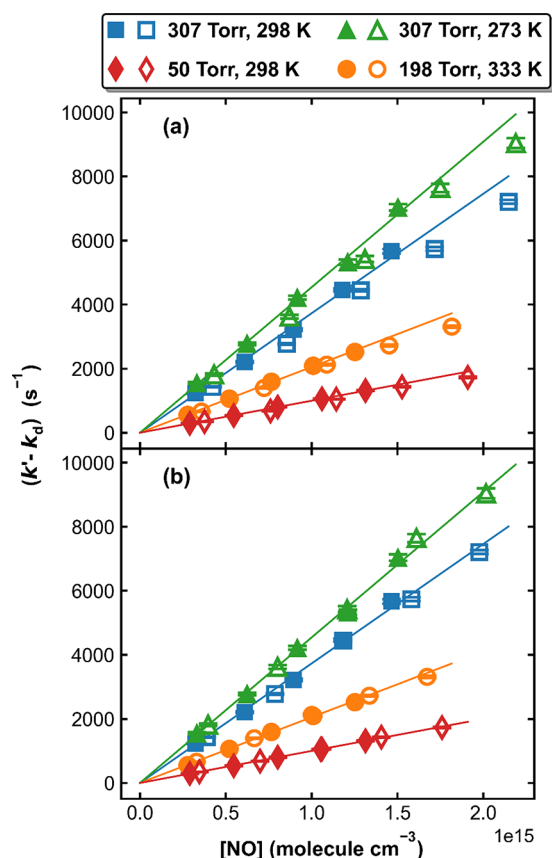 307 Torr, 298 K 307 Torr, 273 K
50 Torr, 298 K 198 Torr, 333 K
(a)
10000
8000
6000
4000
2000
0
(k'- k_d) (s⁻¹)
(b)
8000
6000
4000
2000
0
0.0 0.5 1.0 1.5 2.0
1e15
[NO] (molecule cm⁻³)